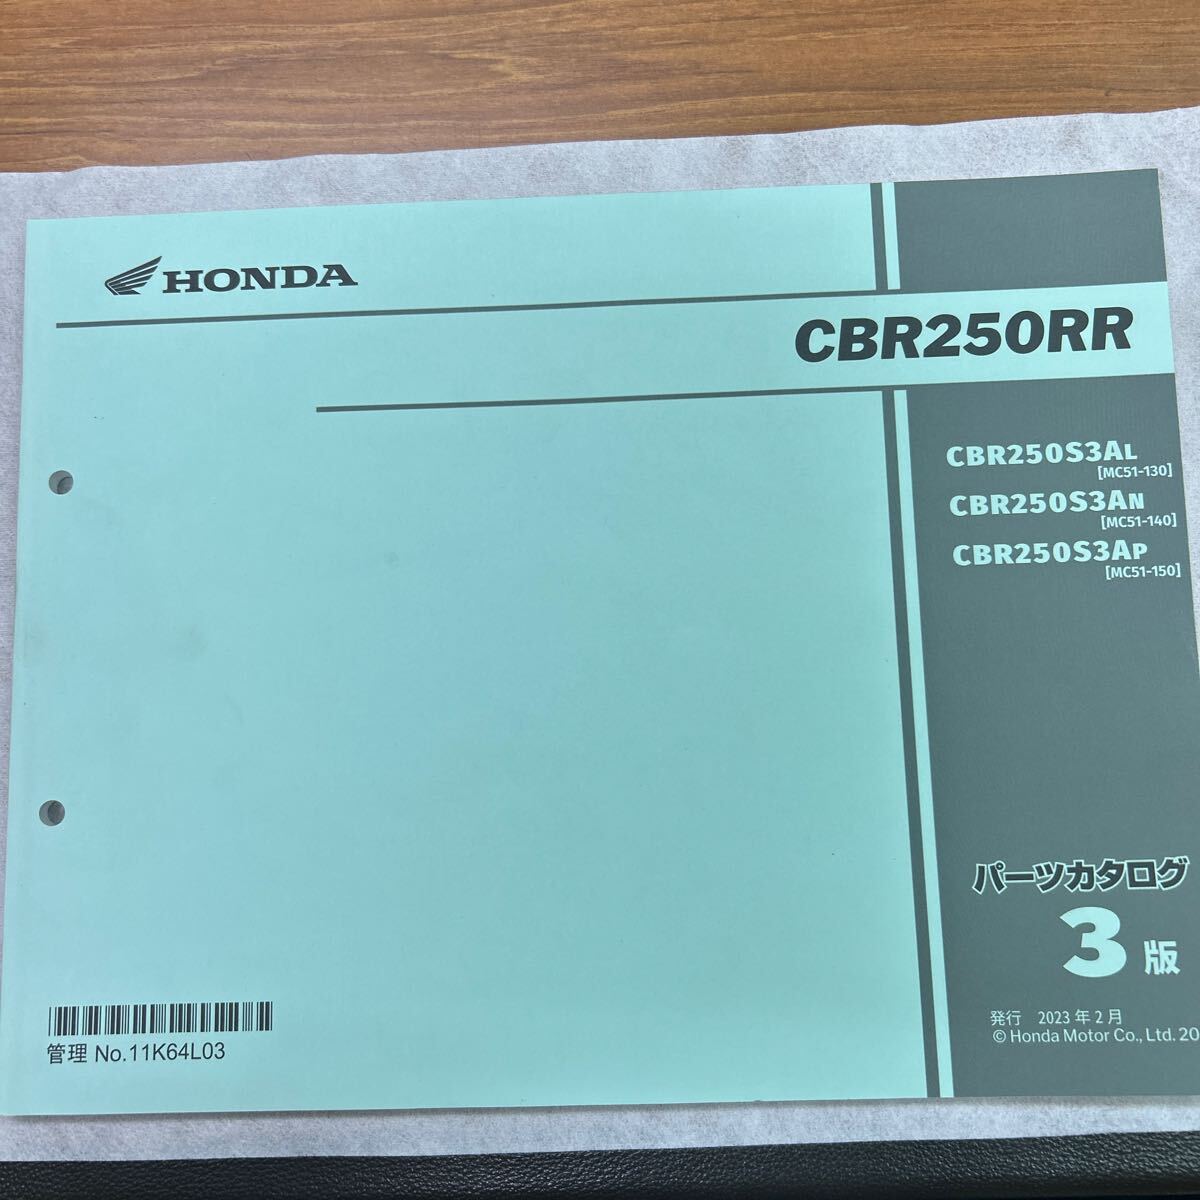 HONDA
CBR250RR
CBR250S3AL
[MC51-130]
CBR250S3AN
[MC51-140]
CBR250S3AP
[MC51-150]
パーツカタログ
3版
発行 2023年2月
© Honda Motor Co., Ltd. 20
管理 No.11K64L03